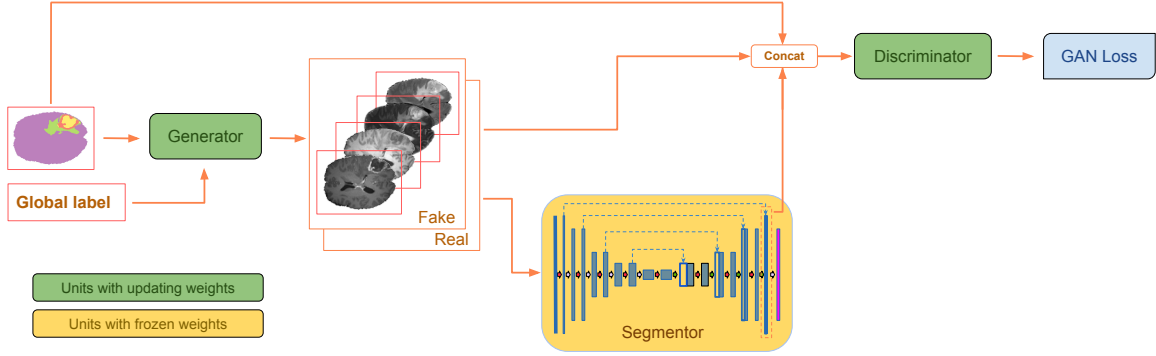 Concat
Discriminator
GAN Loss
Generator
Global label
Fake
Real
Units with updating weights
Units with frozen weights
Segmentor